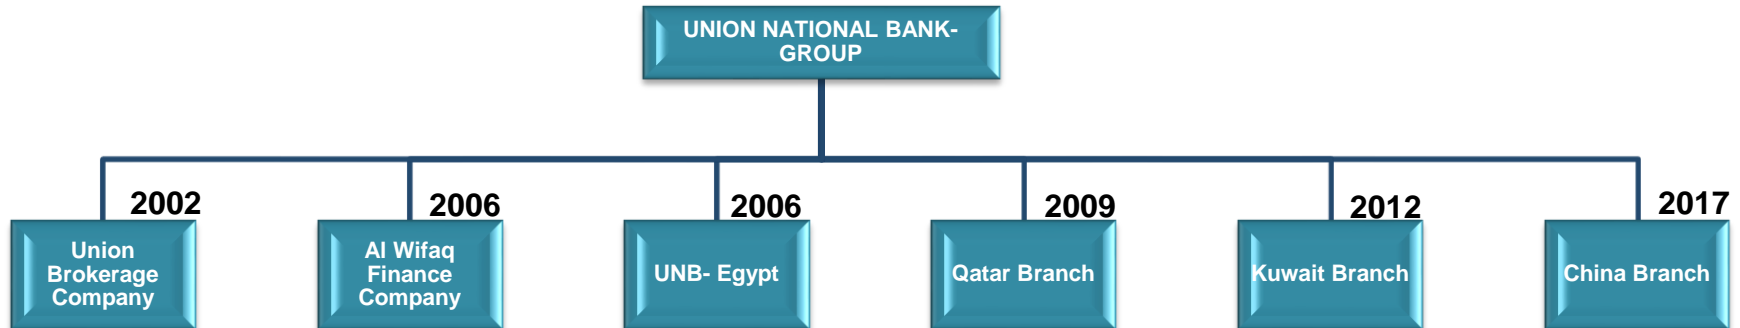 UNION NATIONAL BANK-
GROUP
2002
2006
2006
2009
2012
2017
Union
Brokerage
Company
Al Wifaq
Finance
Company
UNB- Egypt
Qatar Branch
Kuwait Branch
China Branch